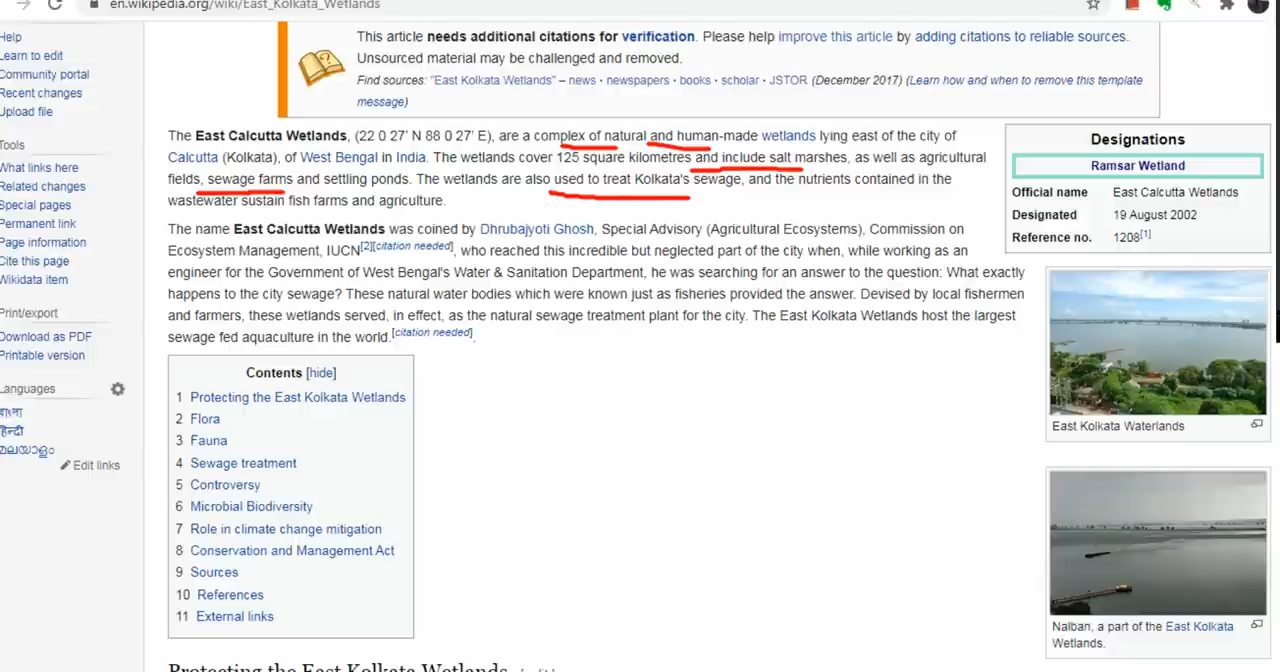 en.wikipedia.org/wiki/East_Kolkata_Wetlands
Help
Learn to edit
Community portal
Recent changes
Upload file
Tools
What links here
Related changes
Special pages
Permanent link
Page information
Cite this page
Wikidata item
Print/export
Download as PDF
Printable version
Languages
বাংলা
हिन्दी
മലയാളം
Edit links
This article needs additional citations for verification. Please help improve this article by adding citations to reliable sources.
Unsourced material may be challenged and removed.
Find sources: "East Kolkata Wetlands" – news · newspapers · books · scholar · JSTOR (December 2017) (Learn how and when to remove this template
message)
The East Calcutta Wetlands, (22 0 27' N 88 0 27' E), are a complex of natural and human-made wetlands lying east of the city of
Calcutta (Kolkata), of West Bengal in India. The wetlands cover 125 square kilometres and include salt marshes, as well as agricultural
fields, sewage farms and settling ponds. The wetlands are also used to treat Kolkata's sewage, and the nutrients contained in the
wastewater sustain fish farms and agriculture.
The name East Calcutta Wetlands was coined by Dhrubajyoti Ghosh, Special Advisory (Agricultural Ecosystems), Commission on
Ecosystem Management, IUCN[2][citation needed], who reached this incredible but neglected part of the city when, while working as an
engineer for the Government of West Bengal's Water & Sanitation Department, he was searching for an answer to the question: What exactly
happens to the city sewage? These natural water bodies which were known just as fisheries provided the answer. Devised by local fishermen
and farmers, these wetlands served, in effect, as the natural sewage treatment plant for the city. The East Kolkata Wetlands host the largest
sewage fed aquaculture in the world.[citation needed].
Contents [hide]
1 Protecting the East Kolkata Wetlands
2 Flora
3 Fauna
4 Sewage treatment
5 Controversy
6 Microbial Biodiversity
7 Role in climate change mitigation
8 Conservation and Management Act
9 Sources
10 References
11 External links
Protecting the East Kolkata Wetlands
Designations
Ramsar Wetland
Official name East Calcutta Wetlands
Designated 19 August 2002
Reference no. 1208[1]
East Kolkata Waterlands
Nalban, a part of the East Kolkata
Wetlands.